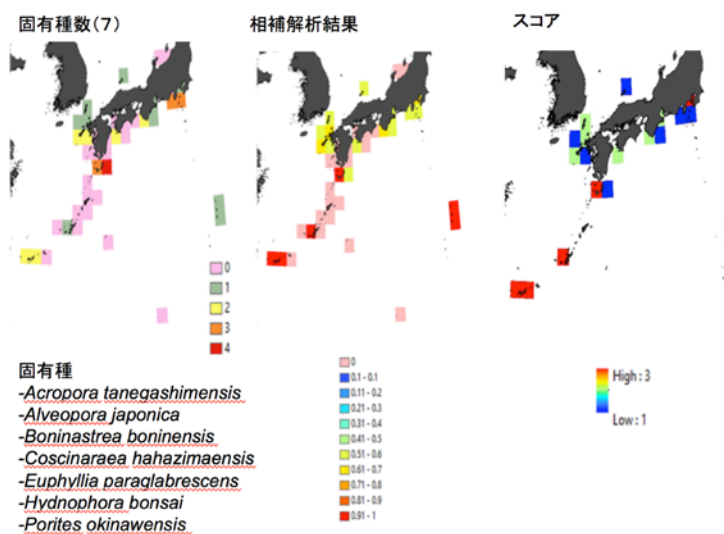 固有種数(7)
相補解析結果
スコア
0
1
2
3
4
固有種
-Acropora tanegashimensis
-Alveopora japonica
-Boninastrea boninensis
-Coscinaraea hahazimaensis
-Euphyllia paraglabrescens
-Hydnophora bonsai
-Porites okinawensis
0
0.1 - 0.1
0.11 - 0.2
0.21 - 0.3
0.31 - 0.4
0.41 - 0.5
0.51 - 0.6
0.61 - 0.7
0.71 - 0.8
0.81 - 0.9
0.91 - 1
High : 3
Low : 1